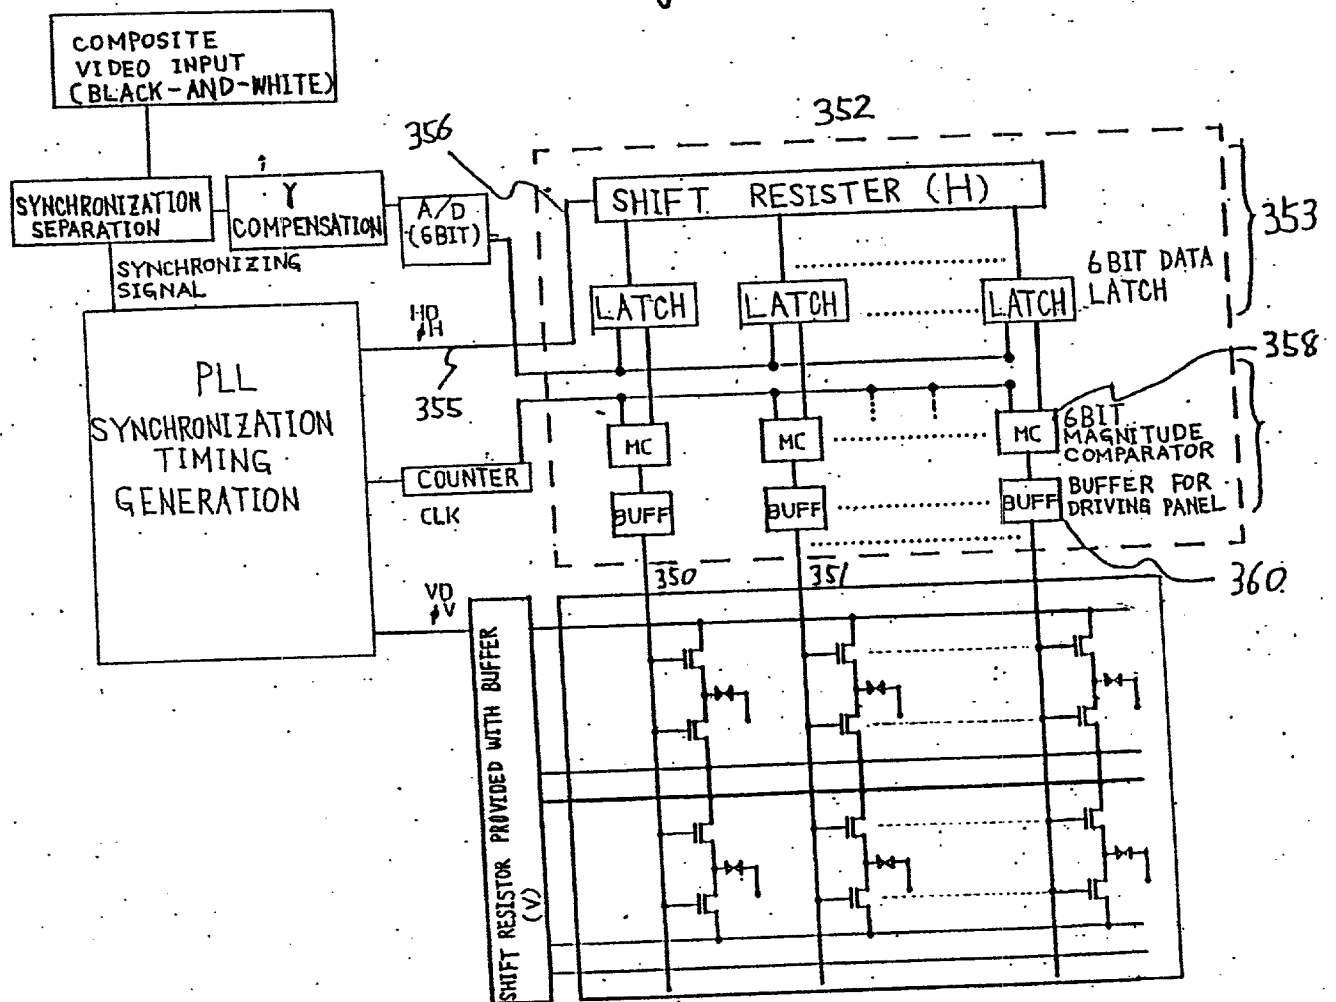 COMPOSITE
VIDEO INPUT
(BLACK-AND-WHITE)
352
356
SYNCHRONIZATION
SEPARATION
γ
COMPENSATION
A/D
(6BIT)
SHIFT RESISTER (H)
353
SYNCHRONIZING
SIGNAL
LATCH
LATCH
LATCH
6BIT DATA
LATCH
HD
φH
355
358
PLL
SYNCHRONIZATION
TIMING
GENERATION
MC
MC
MC
6BIT
MAGNITUDE
COMPARATOR
COUNTER
CLK
BUFF
BUFF
BUFF
BUFFER FOR
DRIVING PANEL
350
351
360
VD
φV
SHIFT RESISTOR PROVIDED WITH BUFFER
(V)